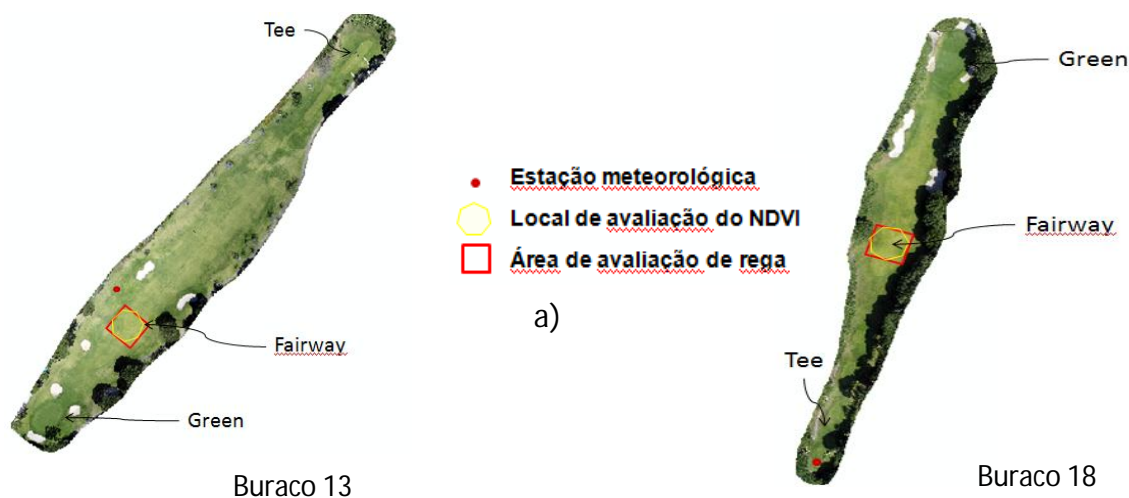 Tee
Fairway
Green
Buraco 13
Estação meteorológica
Local de avaliação do NDVI
Área de avaliação de rega
a)
Green
Fairway
Tee
Buraco 18